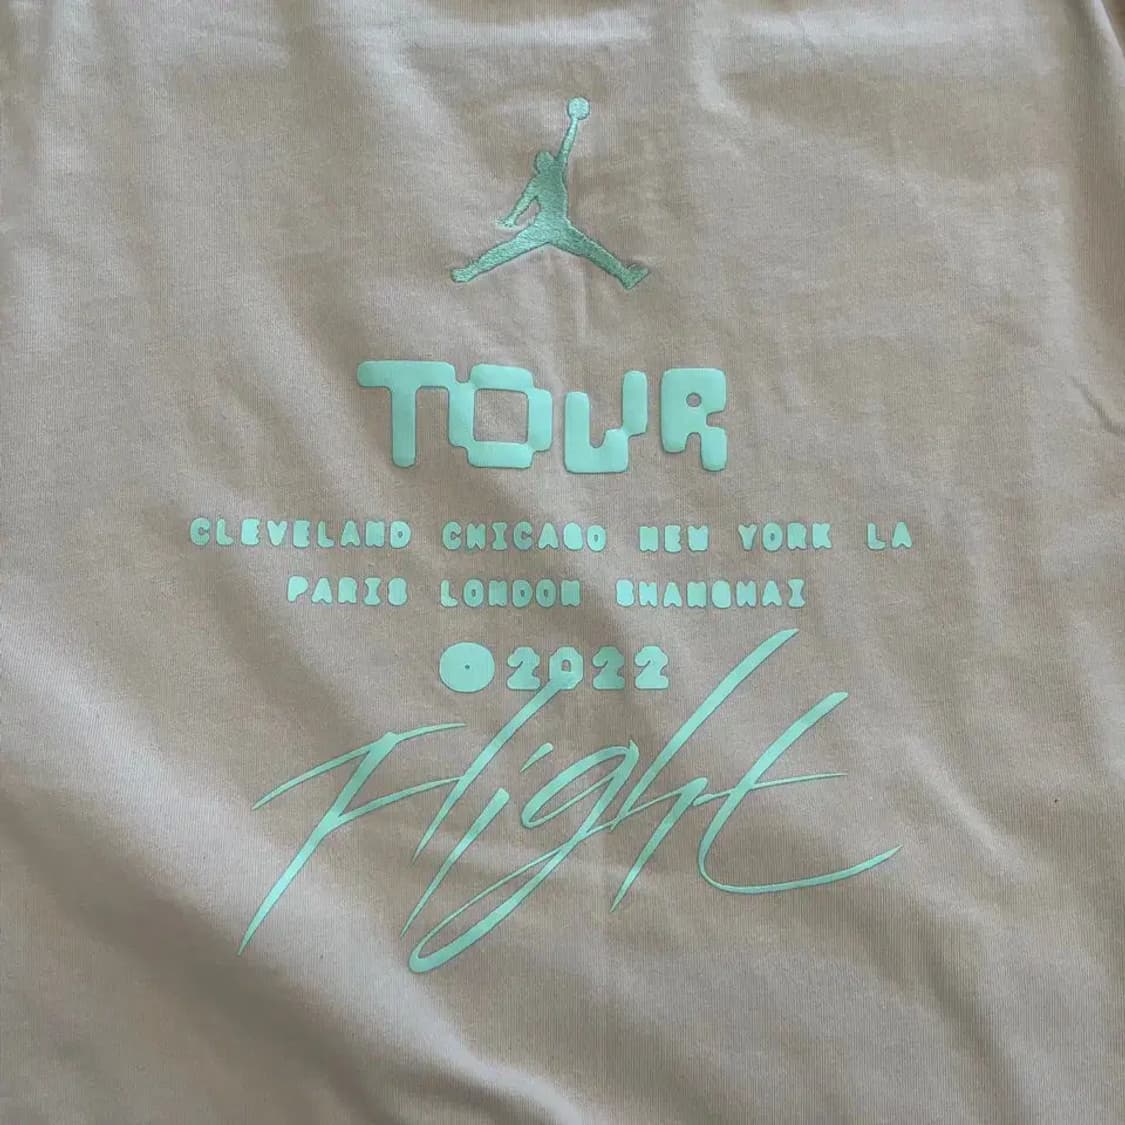 TOUR
CLEVELAND CHICAGO NEW YORK LA
PARIS LONDON SHANGHAI
©2022
Flight